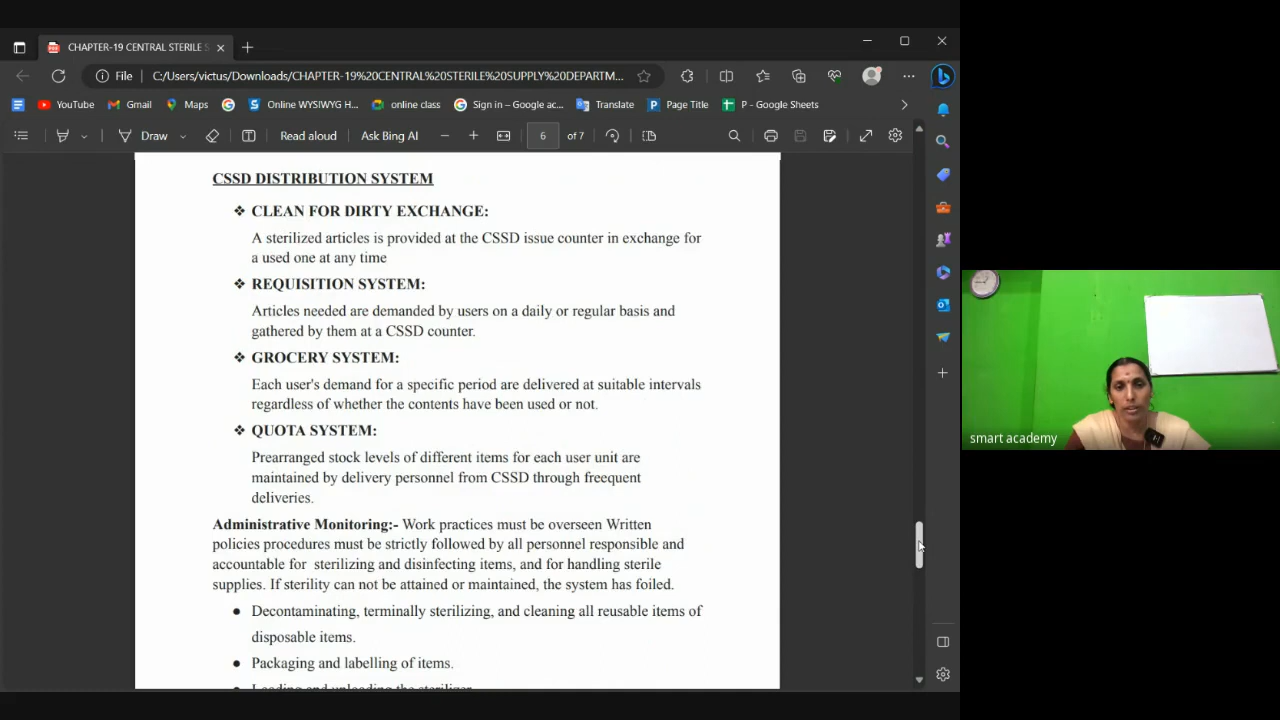 CHAPTER-19 CENTRAL STERILE S
File C:/Users/victus/Downloads/CHAPTER-19%20CENTRAL%20STERILE%20SUPPLY%20DEPARTM...
YouTube Gmail Maps Online WYSIWYG H... online class Sign in – Google ac... Translate Page Title P - Google Sheets
Draw Read aloud Ask Bing AI 6 of 7
CSSD DISTRIBUTION SYSTEM
❖ CLEAN FOR DIRTY EXCHANGE:
A sterilized articles is provided at the CSSD issue counter in exchange for
a used one at any time
❖ REQUISITION SYSTEM:
Articles needed are demanded by users on a daily or regular basis and
gathered by them at a CSSD counter.
❖ GROCERY SYSTEM:
Each user's demand for a specific period are delivered at suitable intervals
regardless of whether the contents have been used or not.
❖ QUOTA SYSTEM:
Prearranged stock levels of different items for each user unit are
maintained by delivery personnel from CSSD through freequent
deliveries.
Administrative Monitoring:- Work practices must be overseen Written
policies procedures must be strictly followed by all personnel responsible and
accountable for sterilizing and disinfecting items, and for handling sterile
supplies. If sterility can not be attained or maintained, the system has foiled.
● Decontaminating, terminally sterilizing, and cleaning all reusable items of
disposable items.
● Packaging and labelling of items.
● Loading and unloading the sterilizer
smart academy